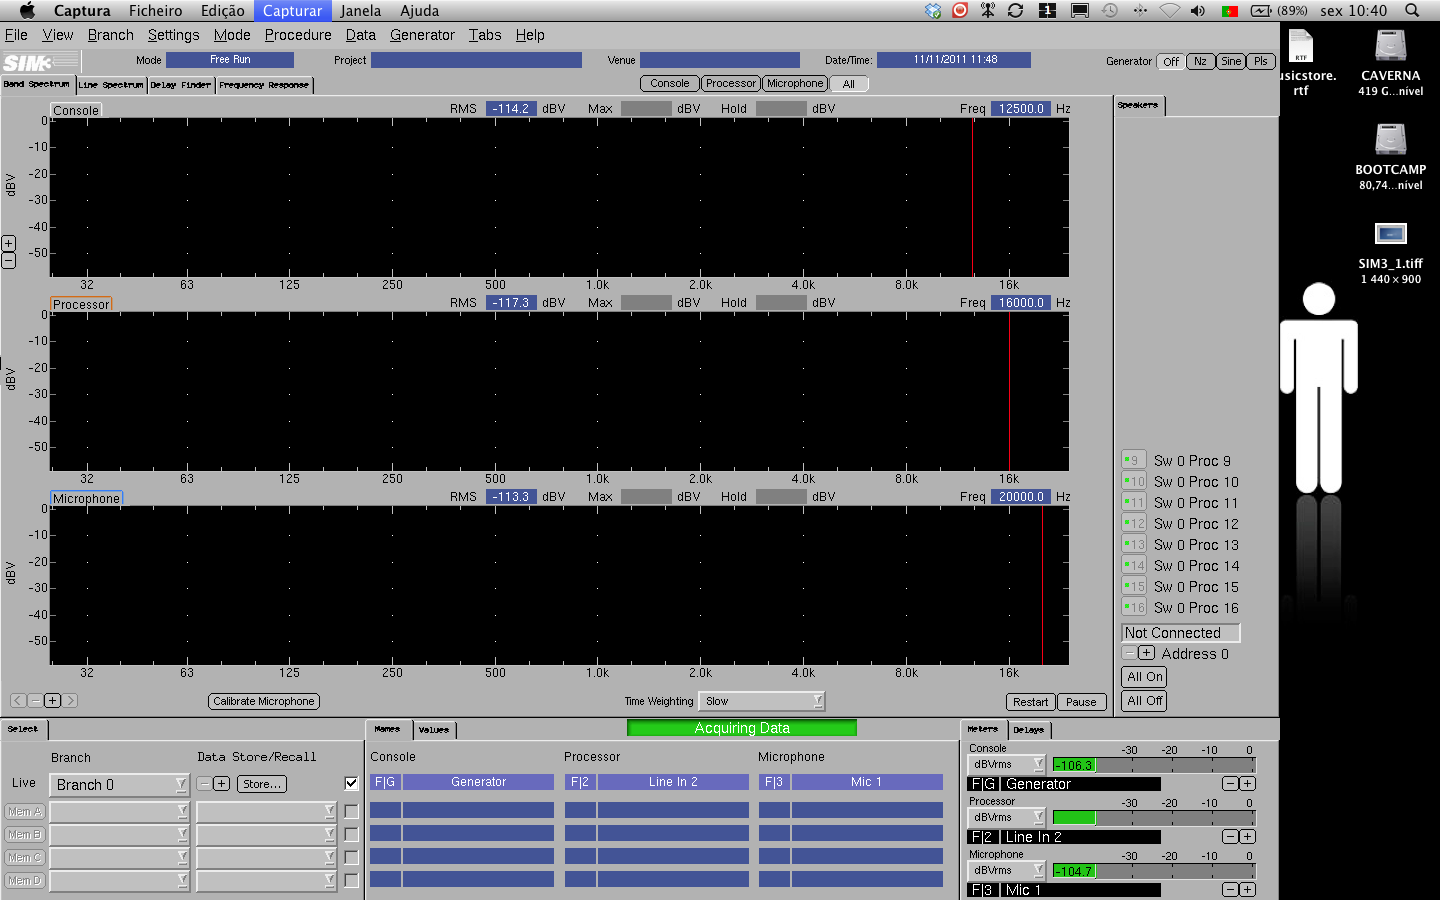 Captura Ficheiro Edição Capturar Janela Ajuda (89%) sex 10:40
File View Branch Settings Mode Procedure Data Generator Tabs Help
SIM3 Mode Free Run Project Venue Date/Time: 11/11/2011 11:48 Generator Off Nz Sine Pls
Band Spectrum Line Spectrum Delay Finder Frequency Response Console Processor Microphone All
Console RMS -114.2 dBV Max dBV Hold dBV Freq 12500.0 Hz
0
-10
-20
-30
-40
-50
dBV
+
−
32 63 125 250 500 1.0k 2.0k 4.0k 8.0k 16k
Processor RMS -117.3 dBV Max dBV Hold dBV Freq 16000.0 Hz
0
-10
-20
-30
-40
-50
dBV
32 63 125 250 500 1.0k 2.0k 4.0k 8.0k 16k
Microphone RMS -113.3 dBV Max dBV Hold dBV Freq 20000.0 Hz
0
-10
-20
-30
-40
-50
dBV
32 63 125 250 500 1.0k 2.0k 4.0k 8.0k 16k
< − + > Calibrate Microphone Time Weighting Slow Restart Pause
Speakers
9 Sw 0 Proc 9
10 Sw 0 Proc 10
11 Sw 0 Proc 11
12 Sw 0 Proc 12
13 Sw 0 Proc 13
14 Sw 0 Proc 14
15 Sw 0 Proc 15
16 Sw 0 Proc 16
Not Connected
− + Address 0
All On
All Off
Select
Branch Data Store/Recall
Live Branch 0 − + Store...
Mem A
Mem B
Mem C
Mem D
Names Values Acquiring Data
Console Processor Microphone
F|G Generator F|2 Line In 2 F|3 Mic 1
Meters Delays
Console -30 -20 -10 0
dBVrms -106.3
F|G Generator − +
Processor -30 -20 -10 0
dBVrms
F|2 Line In 2 − +
Microphone -30 -20 -10 0
dBVrms -104.7
F|3 Mic 1 − +
RTF
usicstore.
rtf
CAVERNA
419 G...nível
BOOTCAMP
80,74...nível
SIM3_1.tiff
1 440 × 900